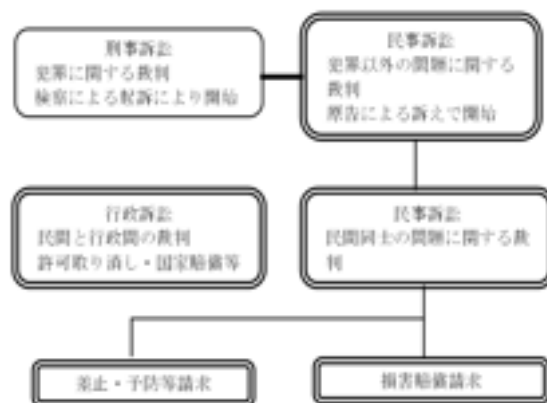 刑事訴訟
犯罪に関する裁判
検察による起訴により開始
民事訴訟
犯罪以外の問題に関する
裁判
原告による訴えで開始
行政訴訟
民間と行政間の裁判
許可取り消し・国家賠償等
民事訴訟
民間同士の問題に関する裁
判
差止・予防等請求
損害賠償請求